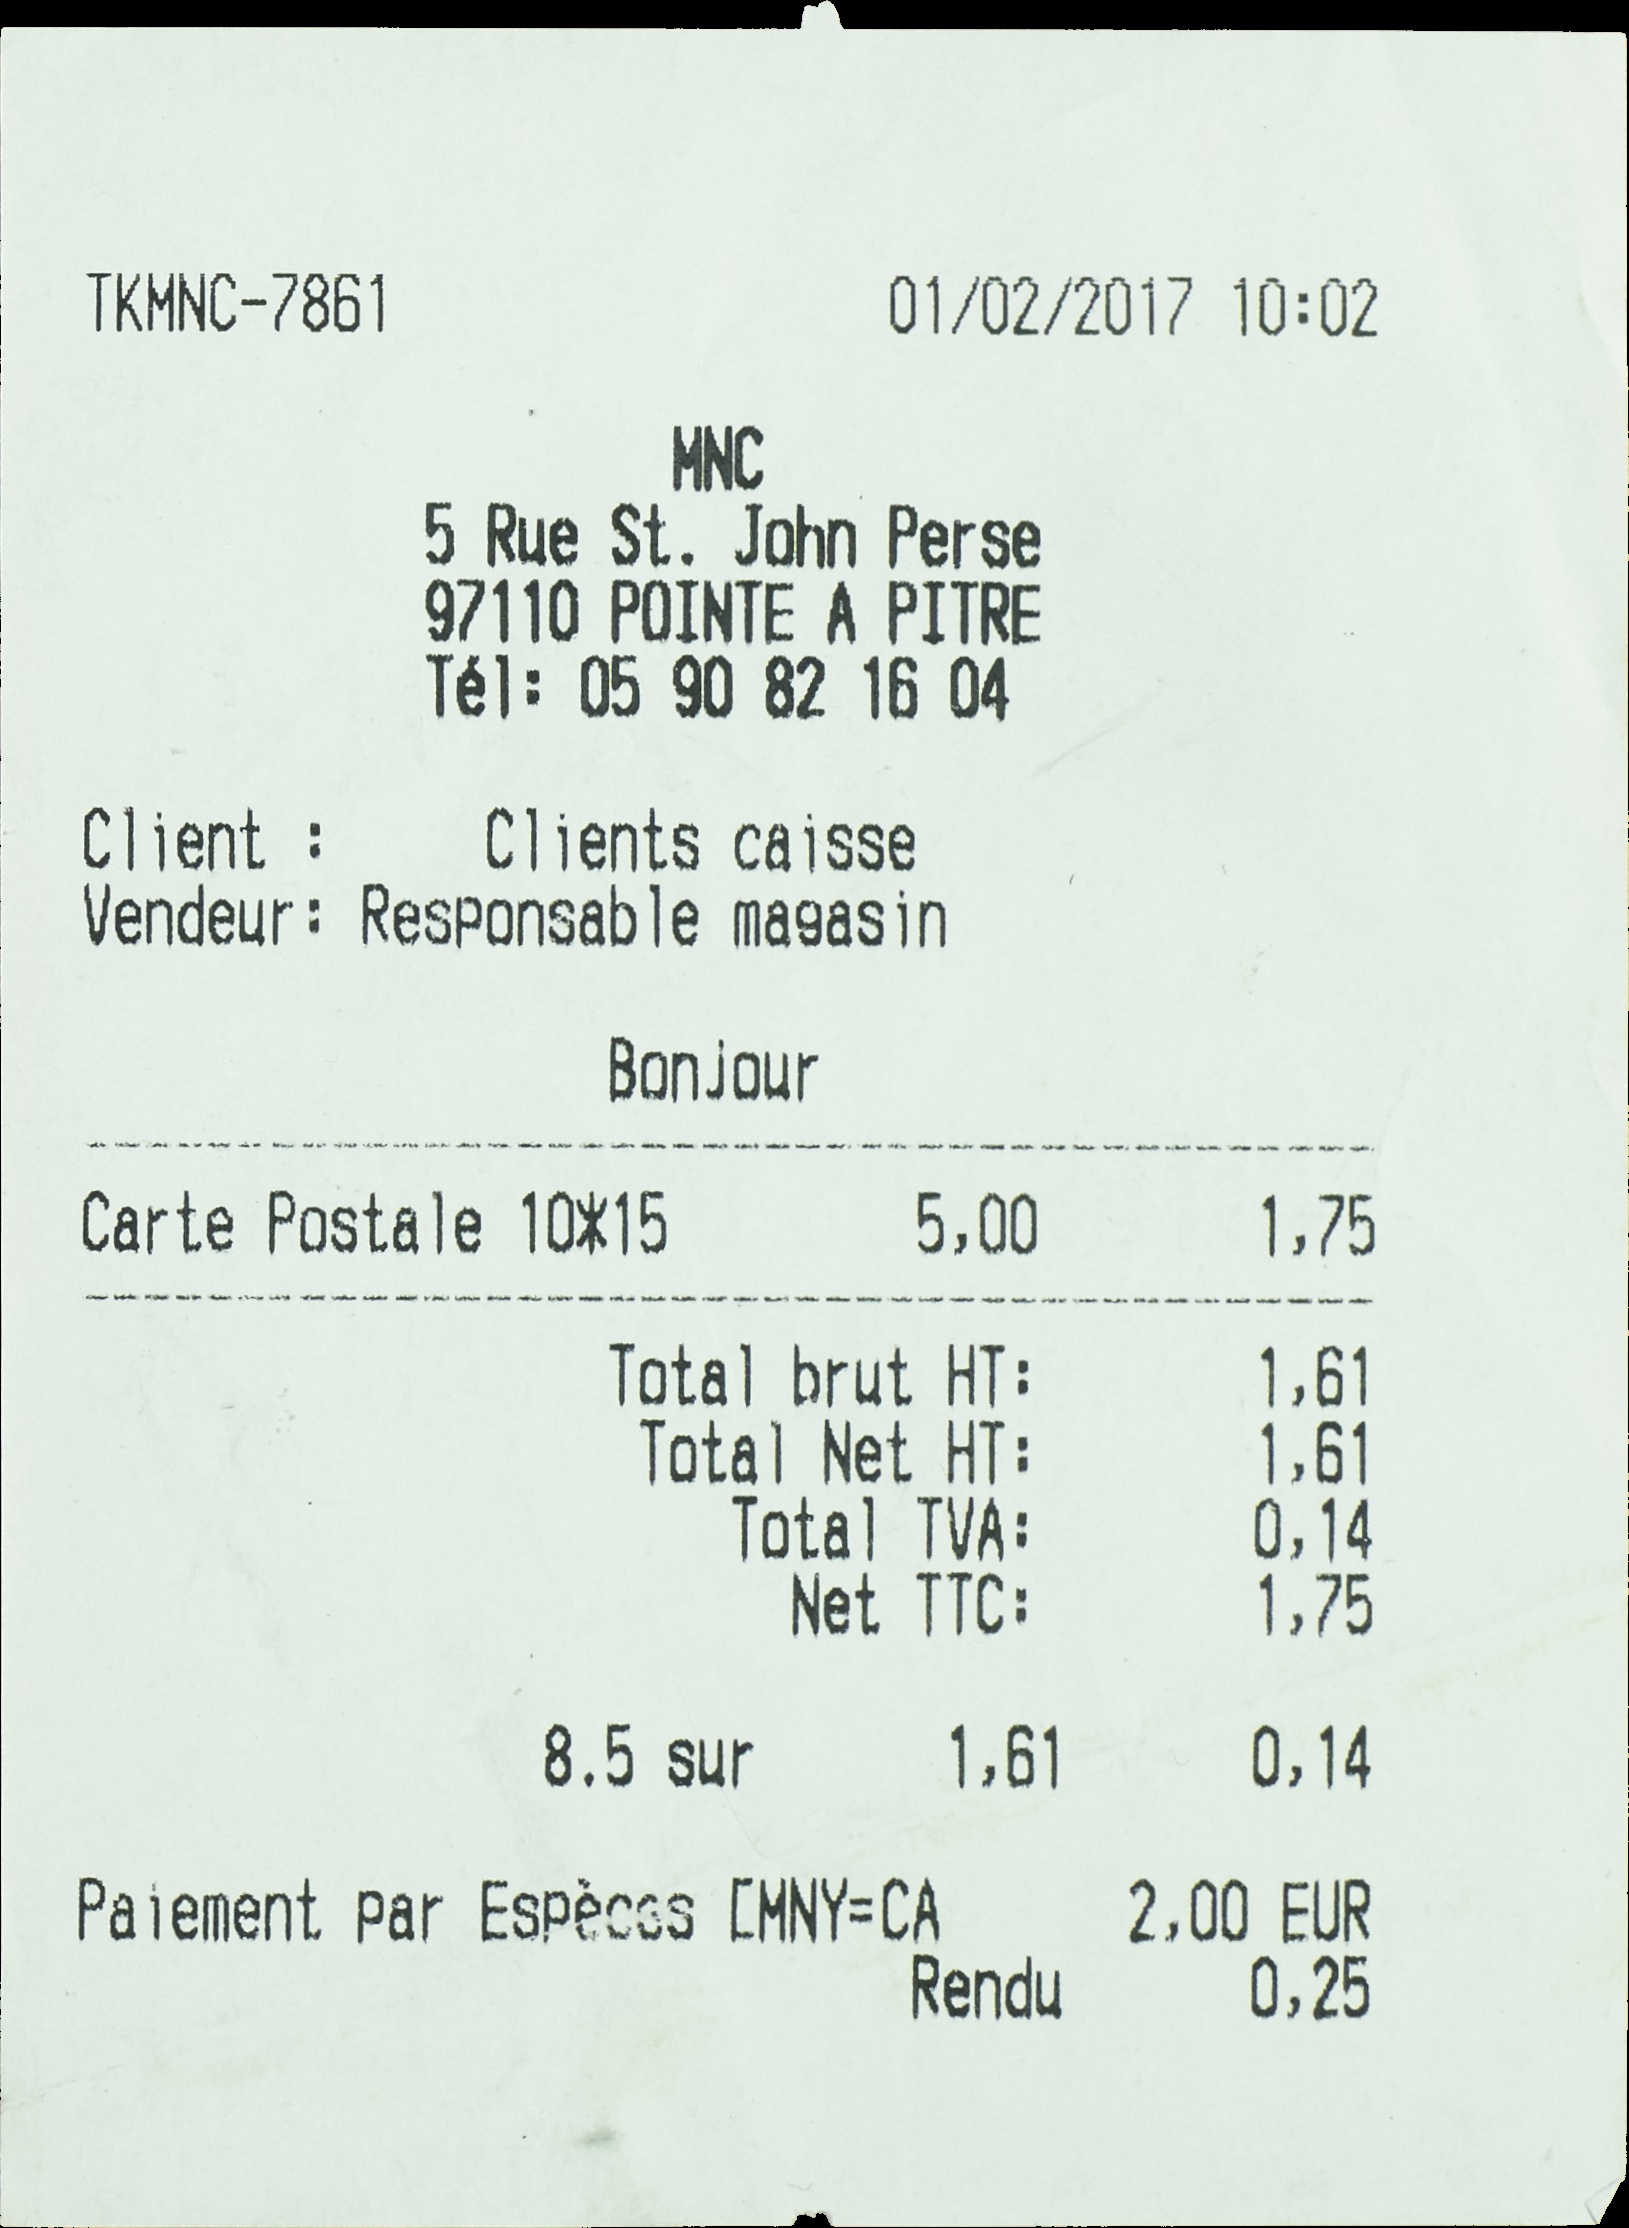 TKMNC-7861 01/02/2017 10:02
MNC
5 Rue St. John Perse
97110 POINTE A PITRE
Tél: 05 90 82 16 04
Client : Clients caisse
Vendeur: Responsable magasin
Bonjour
Carte Postale 10*15 5,00 1,75
Total brut HT: 1,61
Total Net HT: 1,61
Total TVA: 0,14
Net TTC: 1,75
8.5 sur 1,61 0,14
Paiement par Espèces [MNY=CA 2,00 EUR
Rendu 0,25